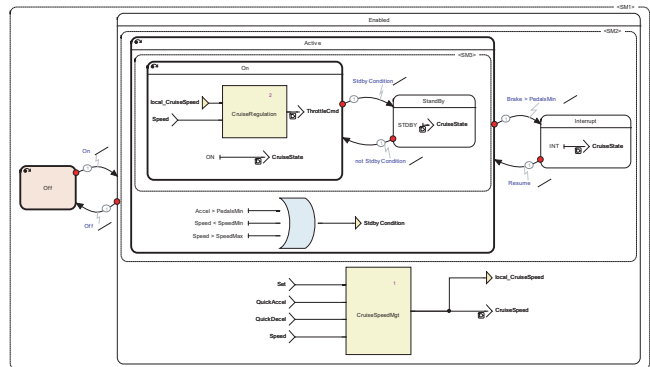 <SM1>
Enabled
<SM2>
Active
<SM3>
On
Stdby Condition
2
local_CruiseSpeed
CruiseRegulation
ThrottleCmd
Speed
StandBy
STDBY
CruiseState
Brake > PedalsMin
Interrupt
INT
CruiseState
ON
CruiseState
not Stdby Condition
Resume
On
Off
Off
Accel > PedalsMin
Speed < SpeedMin
Speed > SpeedMax
Stdby Condition
Set
QuickAccel
QuickDecel
Speed
1
CruiseSpeedMgt
local_CruiseSpeed
CruiseSpeed